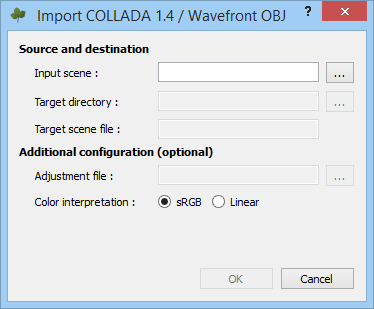 Import COLLADA 1.4 / Wavefront OBJ ?
Source and destination
Input scene :
...
Target directory :
...
Target scene file :
Additional configuration (optional)
Adjustment file :
...
Color interpretation : sRGB Linear
OK Cancel